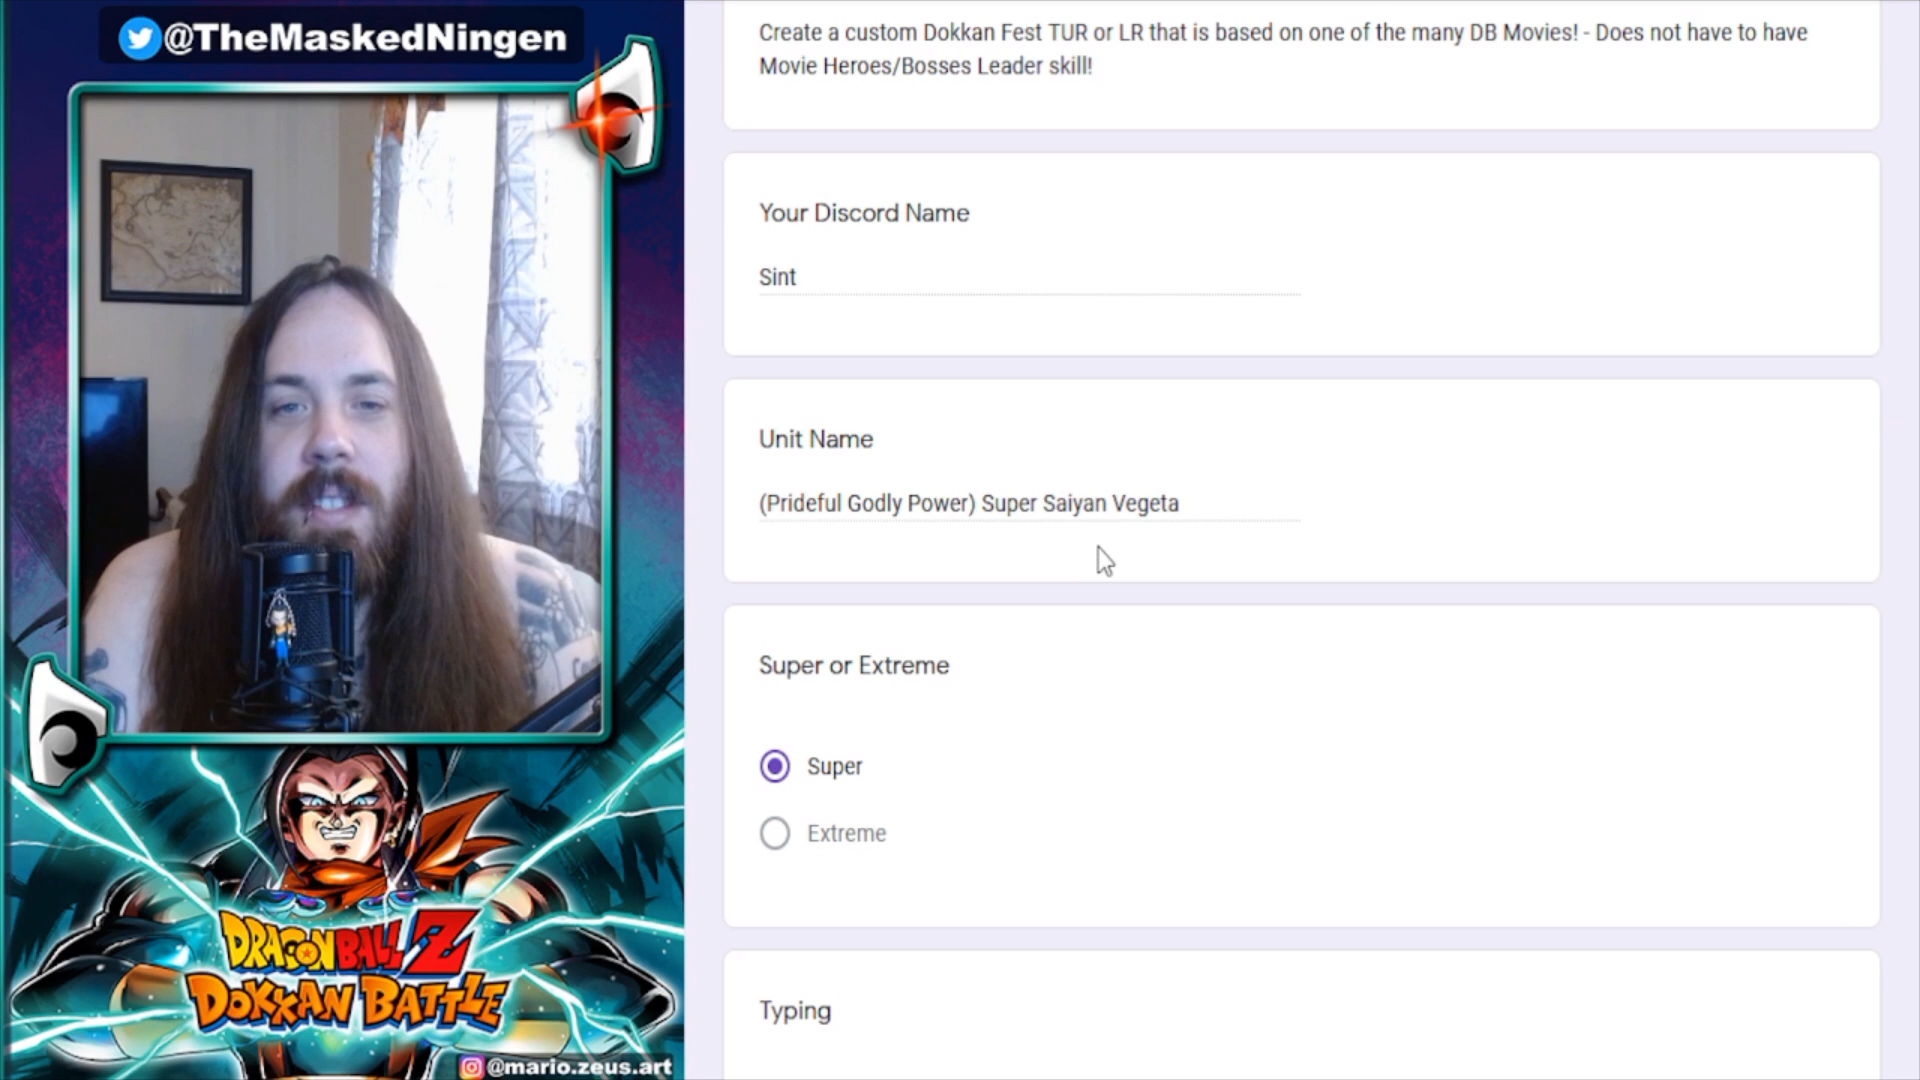 @TheMaskedNingen
DRAGON BALL Z
DOKKAN BATTLE
@mario.zeus.art
Create a custom Dokkan Fest TUR or LR that is based on one of the many DB Movies! - Does not have to have
Movie Heroes/Bosses Leader skill!
Your Discord Name
Sint
Unit Name
(Prideful Godly Power) Super Saiyan Vegeta
Super or Extreme
Super
Extreme
Typing